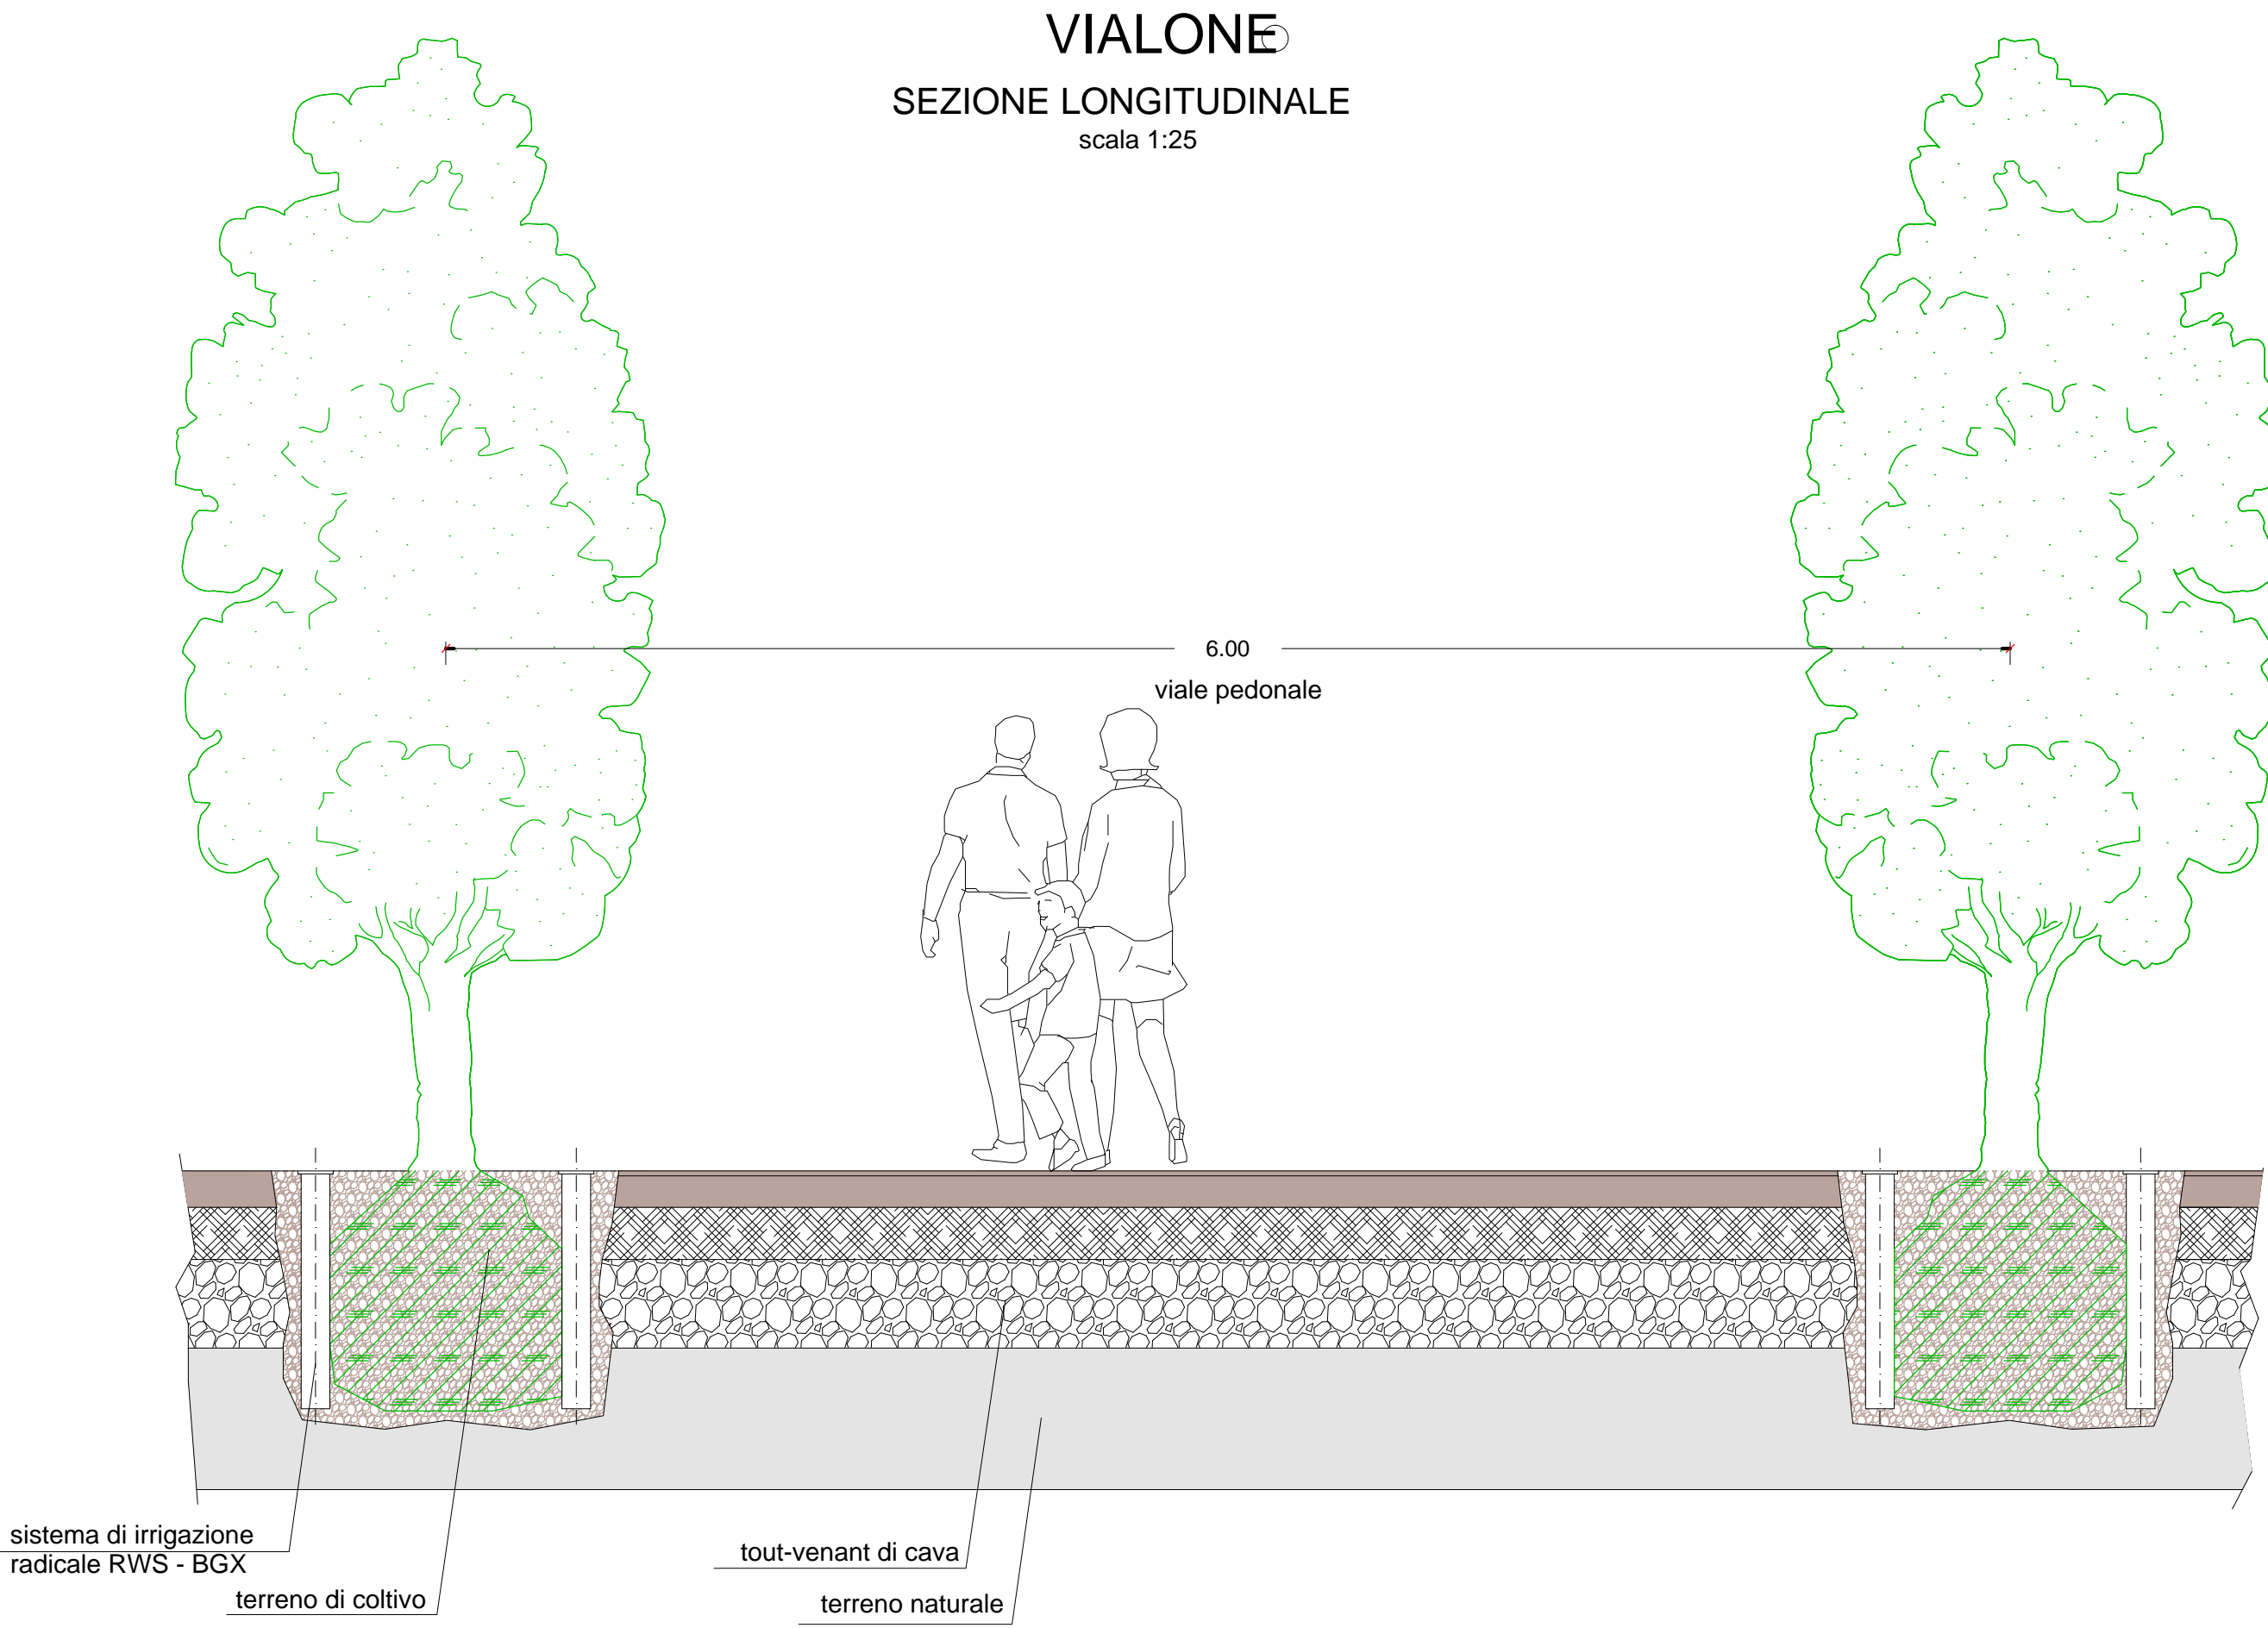 VIALONE
SEZIONE LONGITUDINALE
scala 1:25
6.00
viale pedonale
sistema di irrigazione
radicale RWS - BGX
terreno di coltivo
tout-venant di cava
terreno naturale